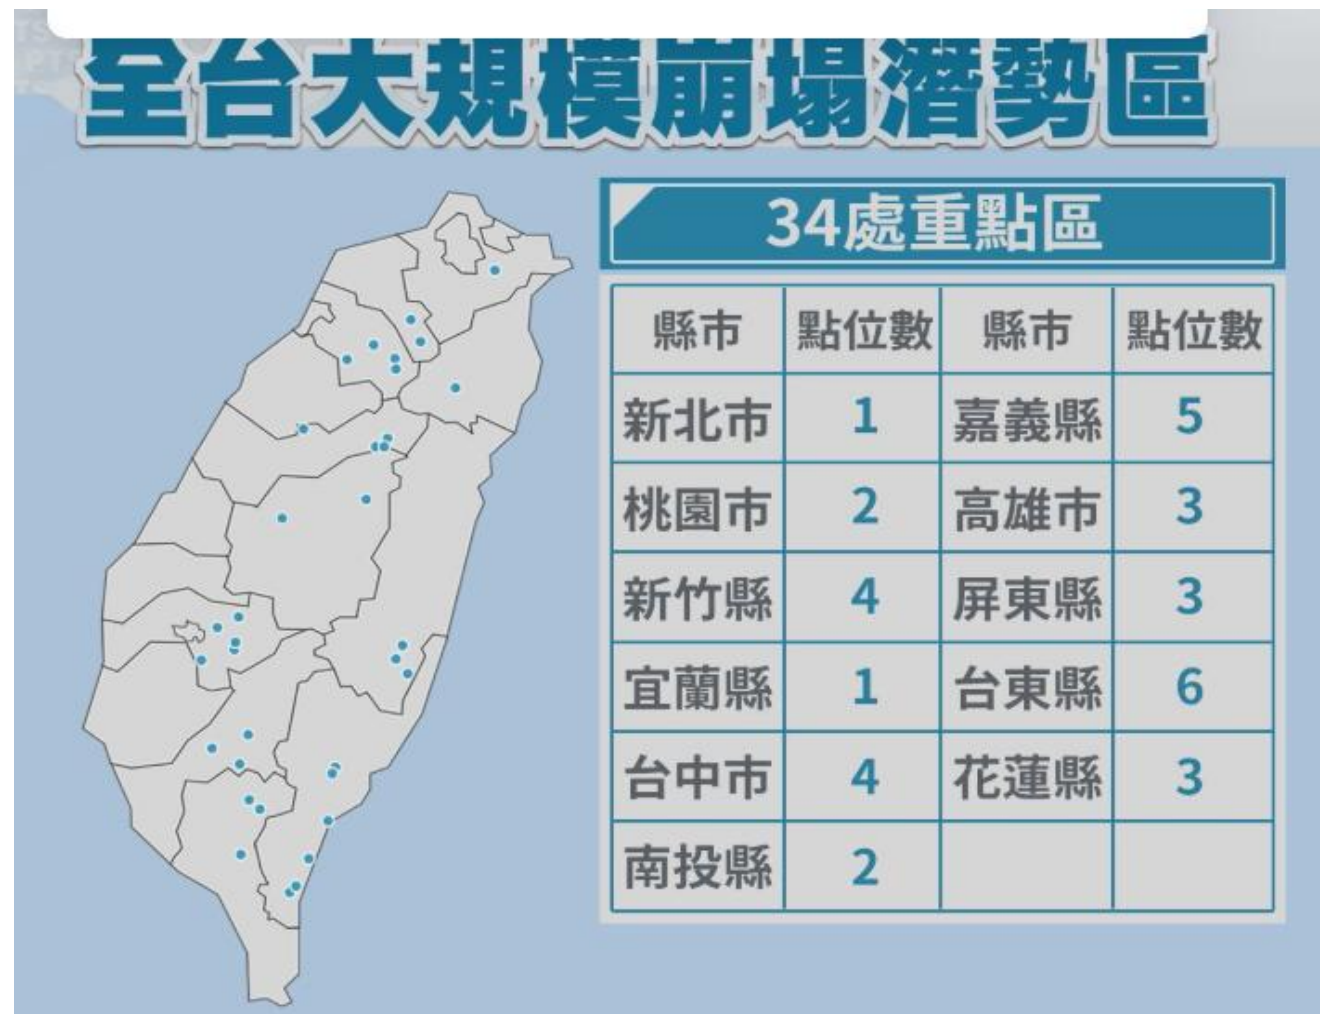 全台大規模崩塌潛勢區
34處重點區
縣市 點位數 縣市 點位數
新北市 1 嘉義縣 5
桃園市 2 高雄市 3
新竹縣 4 屏東縣 3
宜蘭縣 1 台東縣 6
台中市 4 花蓮縣 3
南投縣 2